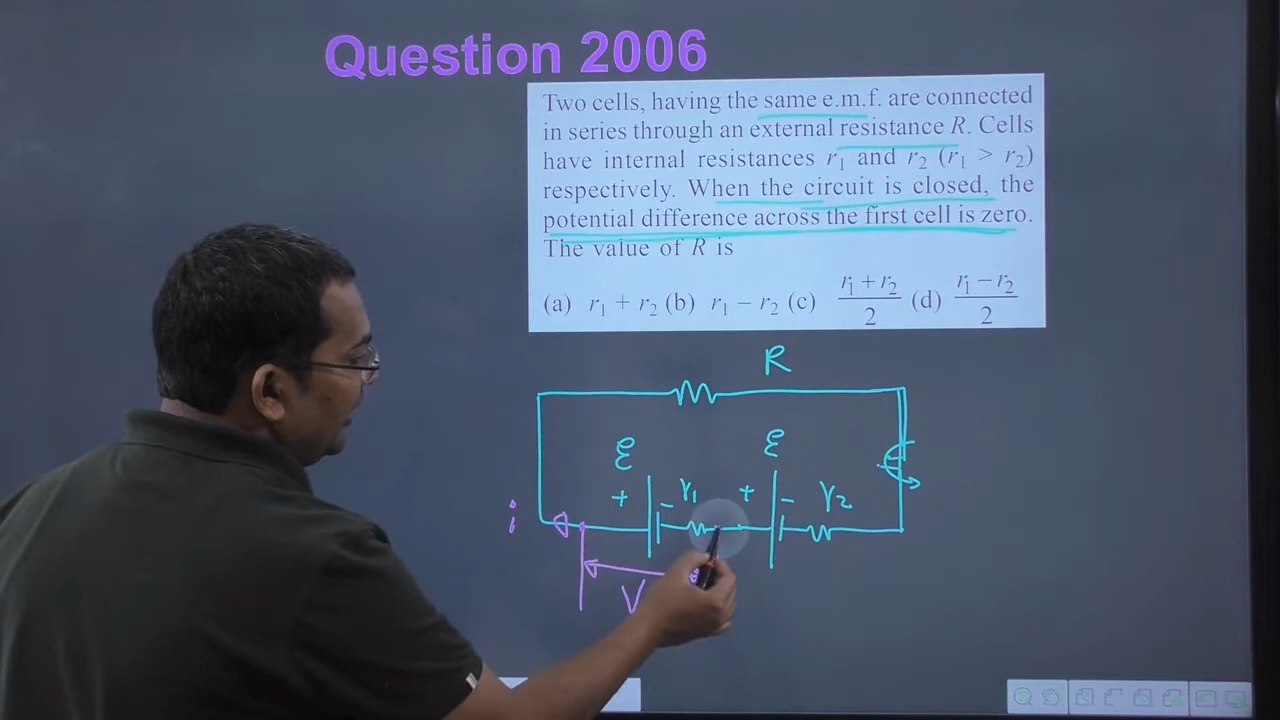 Question 2006
Two cells, having the same e.m.f. are connected
in series through an external resistance R. Cells
have internal resistances r₁ and r₂ (r₁ > r₂)
respectively. When the circuit is closed, the
potential difference across the first cell is zero.
The value of R is
(a) r₁ + r₂ (b) r₁ − r₂ (c) (r₁ + r₂)/2 (d) (r₁ − r₂)/2
R
ε ε
+ − r₁ + − r₂
i
V